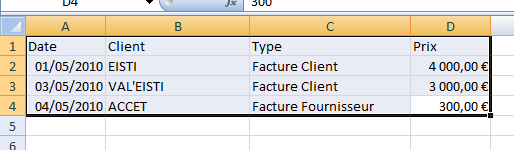 D4 fx 300
A B C D
1 Date Client Type Prix
2 01/05/2010 EISTI Facture Client 4 000,00 €
3 03/05/2010 VAL'EISTI Facture Client 3 000,00 €
4 04/05/2010 ACCET Facture Fournisseur 300,00 €
5
6